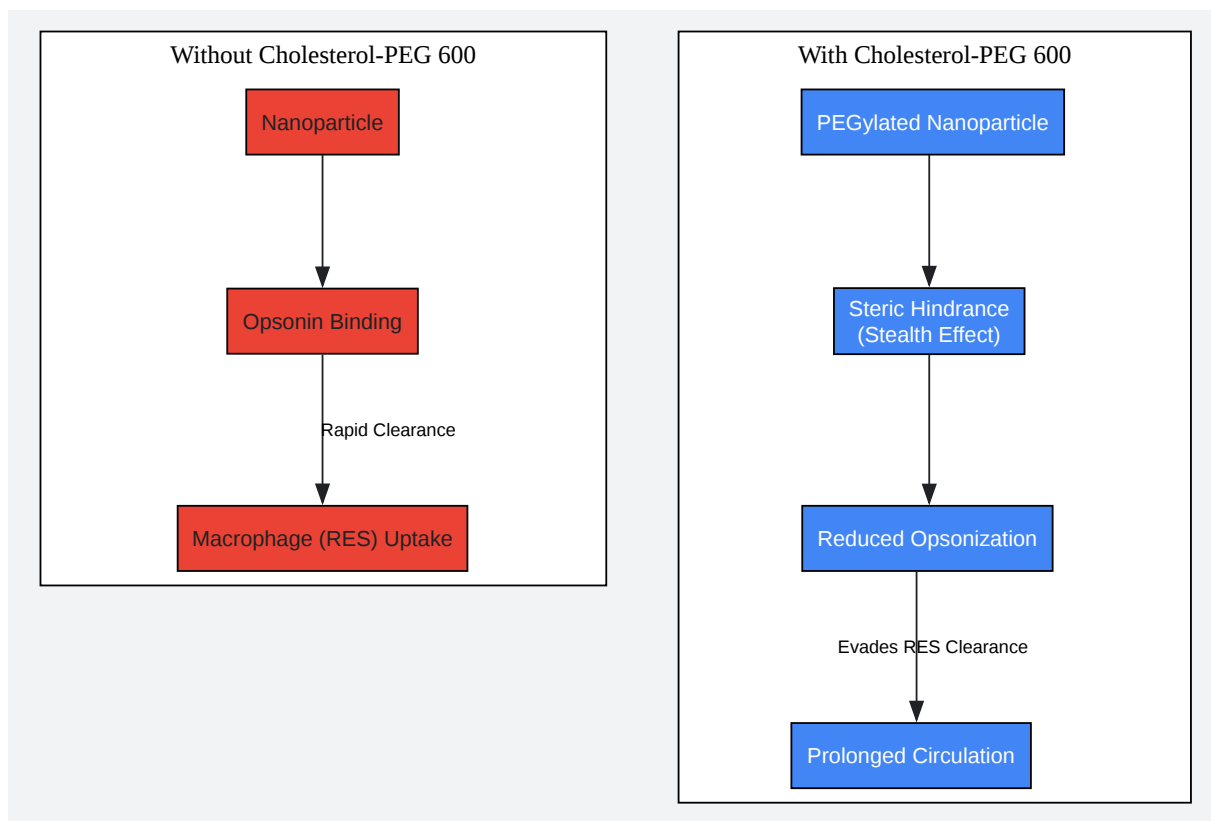 Without Cholesterol-PEG 600
Nanoparticle
Opsonin Binding
Rapid Clearance
Macrophage (RES) Uptake
With Cholesterol-PEG 600
PEGylated Nanoparticle
Steric Hindrance
(Stealth Effect)
Reduced Opsonization
Evades RES Clearance
Prolonged Circulation